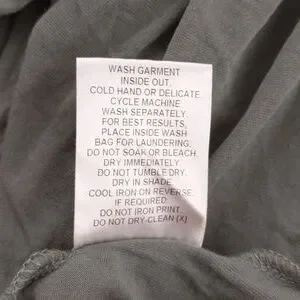 WASH GARMENT
INSIDE OUT,
COLD HAND OR DELICATE
CYCLE MACHINE
WASH SEPARATELY.
FOR BEST RESULTS,
PLACE INSIDE WASH
BAG FOR LAUNDERING.
DO NOT SOAK OR BLEACH,
DRY IMMEDIATELY.
DO NOT TUMBLE DRY.
DRY IN SHADE.
COOL IRON ON REVERSE
IF REQUIRED.
DO NOT IRON PRINT.
DO NOT DRY-CLEAN (X)